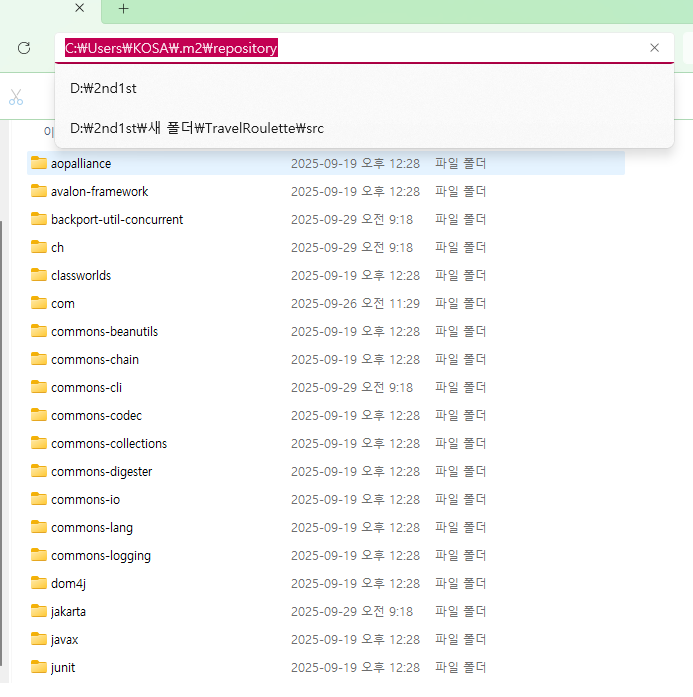 C:₩Users₩KOSA₩.m2₩repository
D:₩2nd1st
D:₩2nd1st₩새 폴더₩TravelRoulette₩src
aopalliance 2025-09-19 오후 12:28 파일 폴더
avalon-framework 2025-09-19 오후 12:28 파일 폴더
backport-util-concurrent 2025-09-29 오전 9:18 파일 폴더
ch 2025-09-29 오전 9:18 파일 폴더
classworlds 2025-09-19 오후 12:28 파일 폴더
com 2025-09-26 오전 11:29 파일 폴더
commons-beanutils 2025-09-19 오후 12:28 파일 폴더
commons-chain 2025-09-19 오후 12:28 파일 폴더
commons-cli 2025-09-29 오전 9:18 파일 폴더
commons-codec 2025-09-19 오후 12:28 파일 폴더
commons-collections 2025-09-19 오후 12:28 파일 폴더
commons-digester 2025-09-19 오후 12:28 파일 폴더
commons-io 2025-09-19 오후 12:28 파일 폴더
commons-lang 2025-09-19 오후 12:28 파일 폴더
commons-logging 2025-09-19 오후 12:28 파일 폴더
dom4j 2025-09-19 오후 12:28 파일 폴더
jakarta 2025-09-29 오전 9:18 파일 폴더
javax 2025-09-19 오후 12:28 파일 폴더
junit 2025-09-19 오후 12:28 파일 폴더